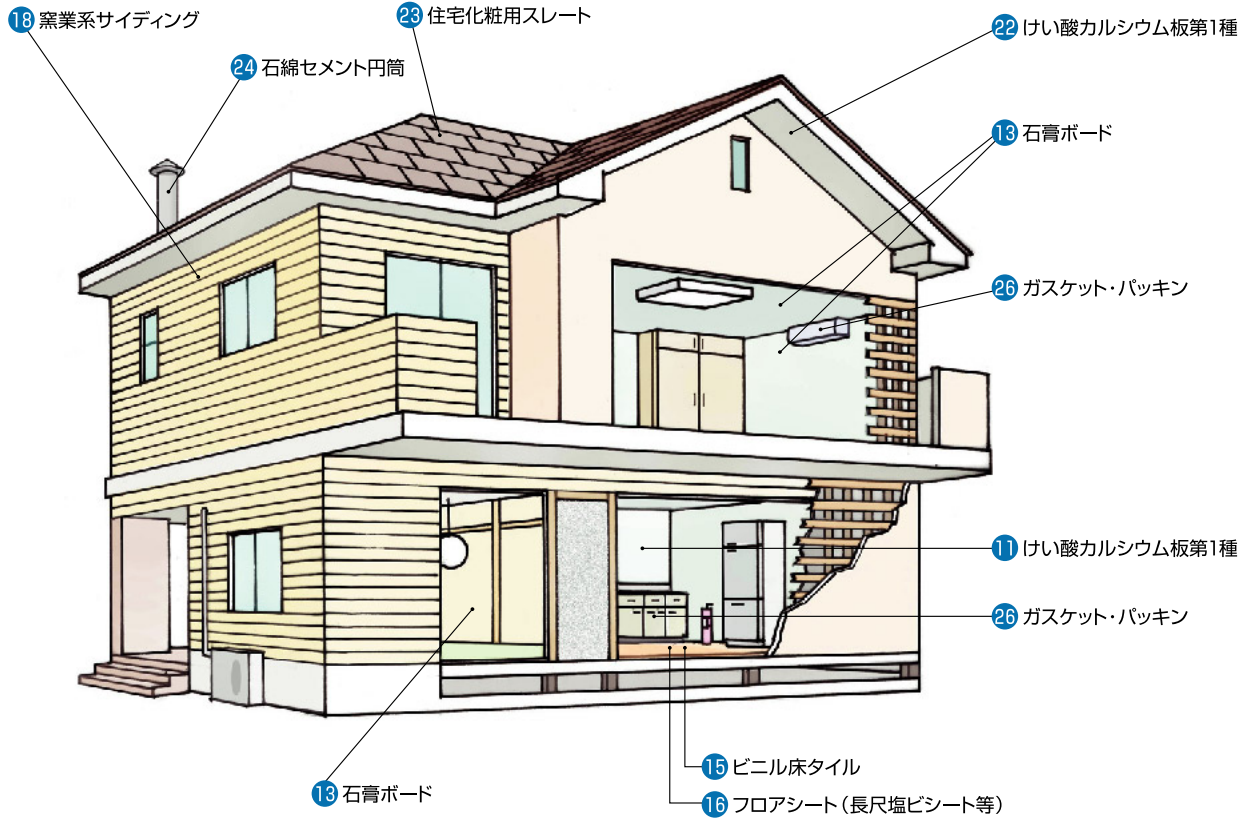 ⑱ 窯業系サイディング
㉓ 住宅化粧用スレート
㉒ けい酸カルシウム板第1種
㉔ 石綿セメント円筒
⑬ 石膏ボード
㉖ ガスケット・パッキン
⑪ けい酸カルシウム板第1種
㉖ ガスケット・パッキン
⑮ ビニル床タイル
⑬ 石膏ボード
⑯ フロアシート（長尺塩ビシート等）